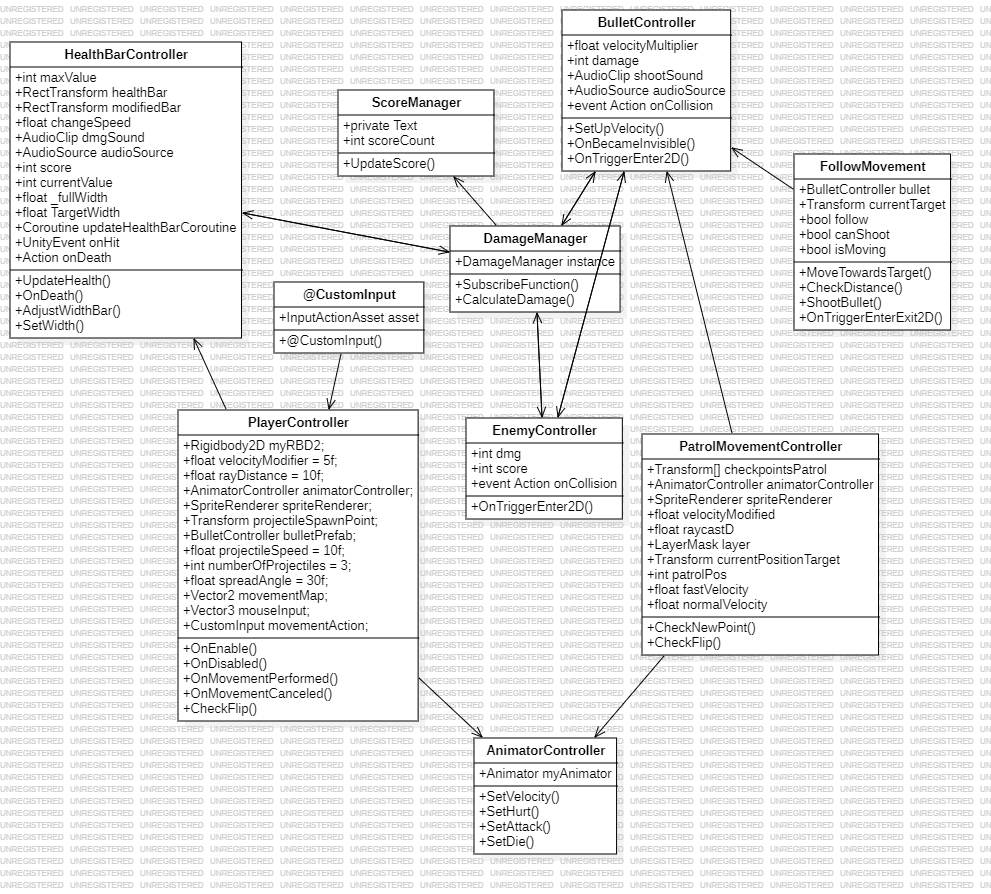 HealthBarController
+int maxValue
+RectTransform healthBar
+RectTransform modifiedBar
+float changeSpeed
+AudioClip dmgSound
+AudioSource audioSource
+int score
+int currentValue
+float _fullWidth
+float TargetWidth
+Coroutine updateHealthBarCoroutine
+UnityEvent onHit
+Action onDeath
+UpdateHealth()
+OnDeath()
+AdjustWidthBar()
+SetWidth()
ScoreManager
+private Text
+int scoreCount
+UpdateScore()
BulletController
+float velocityMultiplier
+int damage
+AudioClip shootSound
+AudioSource audioSource
+event Action onCollision
+SetUpVelocity()
+OnBecameInvisible()
+OnTriggerEnter2D()
FollowMovement
+BulletController bullet
+Transform currentTarget
+bool follow
+bool canShoot
+bool isMoving
+MoveTowardsTarget()
+CheckDistance()
+ShootBullet()
+OnTriggerEnterExit2D()
DamageManager
+DamageManager instance
+SubscribeFunction()
+CalculateDamage()
@CustomInput
+InputActionAsset asset
+@CustomInput()
PlayerController
+Rigidbody2D myRBD2;
+float velocityModifier = 5f;
+float rayDistance = 10f;
+AnimatorController animatorController;
+SpriteRenderer spriteRenderer;
+Transform projectileSpawnPoint;
+BulletController bulletPrefab;
+float projectileSpeed = 10f;
+int numberOfProjectiles = 3;
+float spreadAngle = 30f;
+Vector2 movementMap;
+Vector3 mouseInput;
+CustomInput movementAction;
+OnEnable()
+OnDisabled()
+OnMovementPerformed()
+OnMovementCanceled()
+CheckFlip()
EnemyController
+int dmg
+int score
+event Action onCollision
+OnTriggerEnter2D()
PatrolMovementController
+Transform[] checkpointsPatrol
+AnimatorController animatorController
+SpriteRenderer spriteRenderer
+float velocityModified
+float raycastD
+LayerMask layer
+Transform currentPositionTarget
+int patrolPos
+float fastVelocity
+float normalVelocity
+CheckNewPoint()
+CheckFlip()
AnimatorController
+Animator myAnimator
+SetVelocity()
+SetHurt()
+SetAttack()
+SetDie()